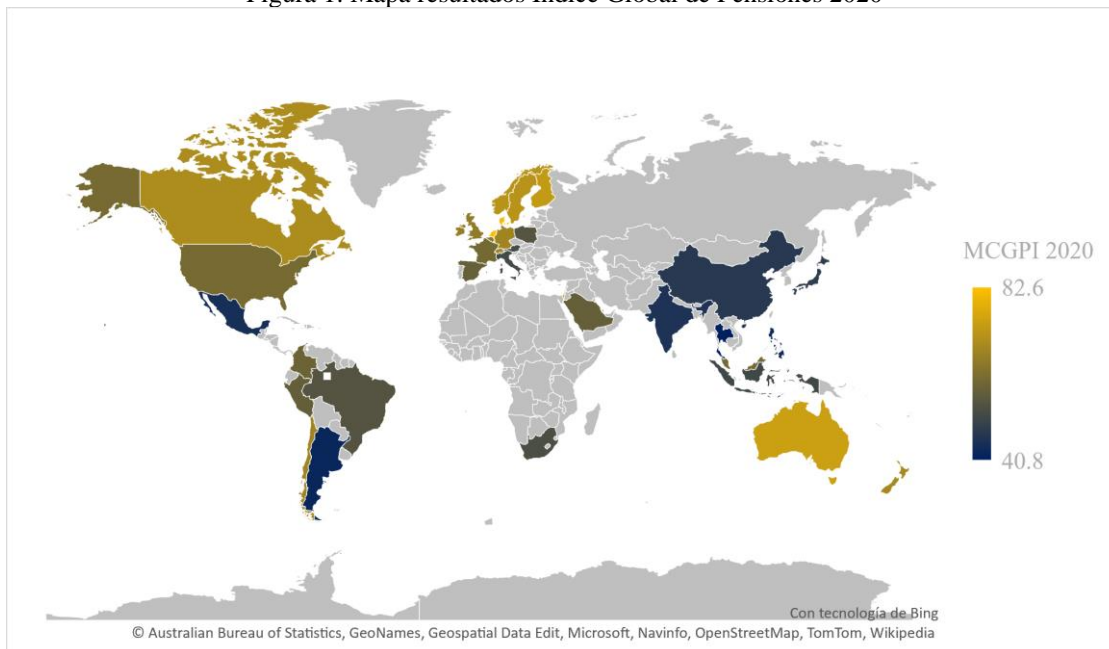 Figura 1. Mapa resultados Índice Global de Pensiones 2020
MCGPI 2020
82.6
40.8
Con tecnología de Bing
© Australian Bureau of Statistics, GeoNames, Geospatial Data Edit, Microsoft, Navinfo, OpenStreetMap, TomTom, Wikipedia